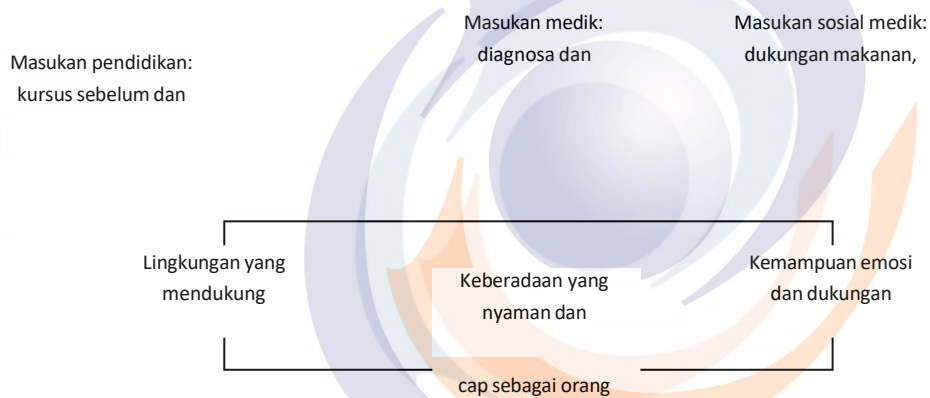 Masukan pendidikan:
kursus sebelum dan
Masukan medik:
diagnosa dan
Masukan sosial medik:
dukungan makanan,
Lingkungan yang
mendukung
Keberadaan yang
nyaman dan
Kemampuan emosi
dan dukungan
cap sebagai orang